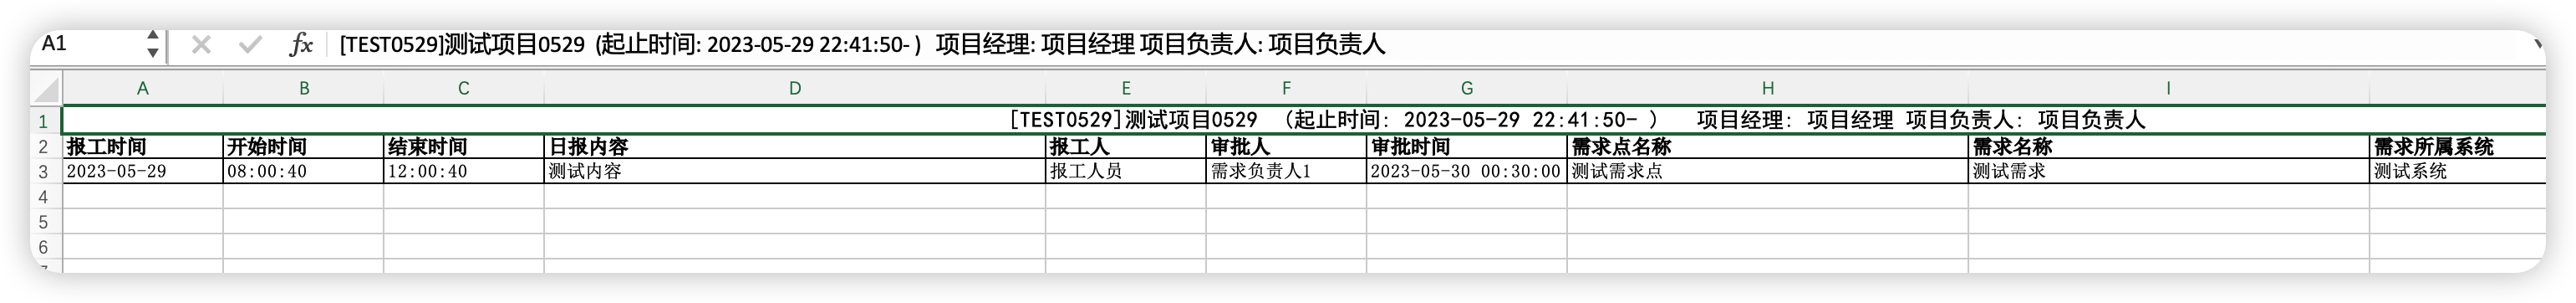 A1 fx [TEST0529]测试项目0529 (起止时间: 2023-05-29 22:41:50- ) 项目经理: 项目经理 项目负责人: 项目负责人
A B C D E F G H I
1 [TEST0529]测试项目0529 （起止时间: 2023-05-29 22:41:50- ） 项目经理: 项目经理 项目负责人: 项目负责人
2 报工时间 开始时间 结束时间 日报内容 报工人 审批人 审批时间 需求点名称 需求名称 需求所属系统
3 2023-05-29 08:00:40 12:00:40 测试内容 报工人员 需求负责人1 2023-05-30 00:30:00 测试需求点 测试需求 测试系统
4
5
6